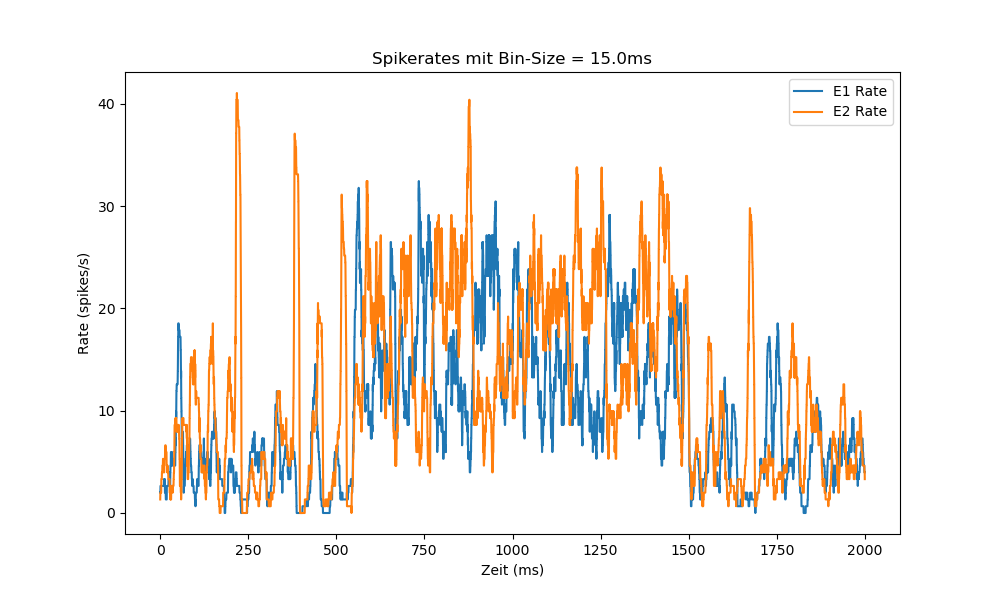 Spikerates mit Bin-Size = 15.0ms
E1 Rate
E2 Rate
40
30
20
10
0
Rate (spikes/s)
0 250 500 750 1000 1250 1500 1750 2000
Zeit (ms)